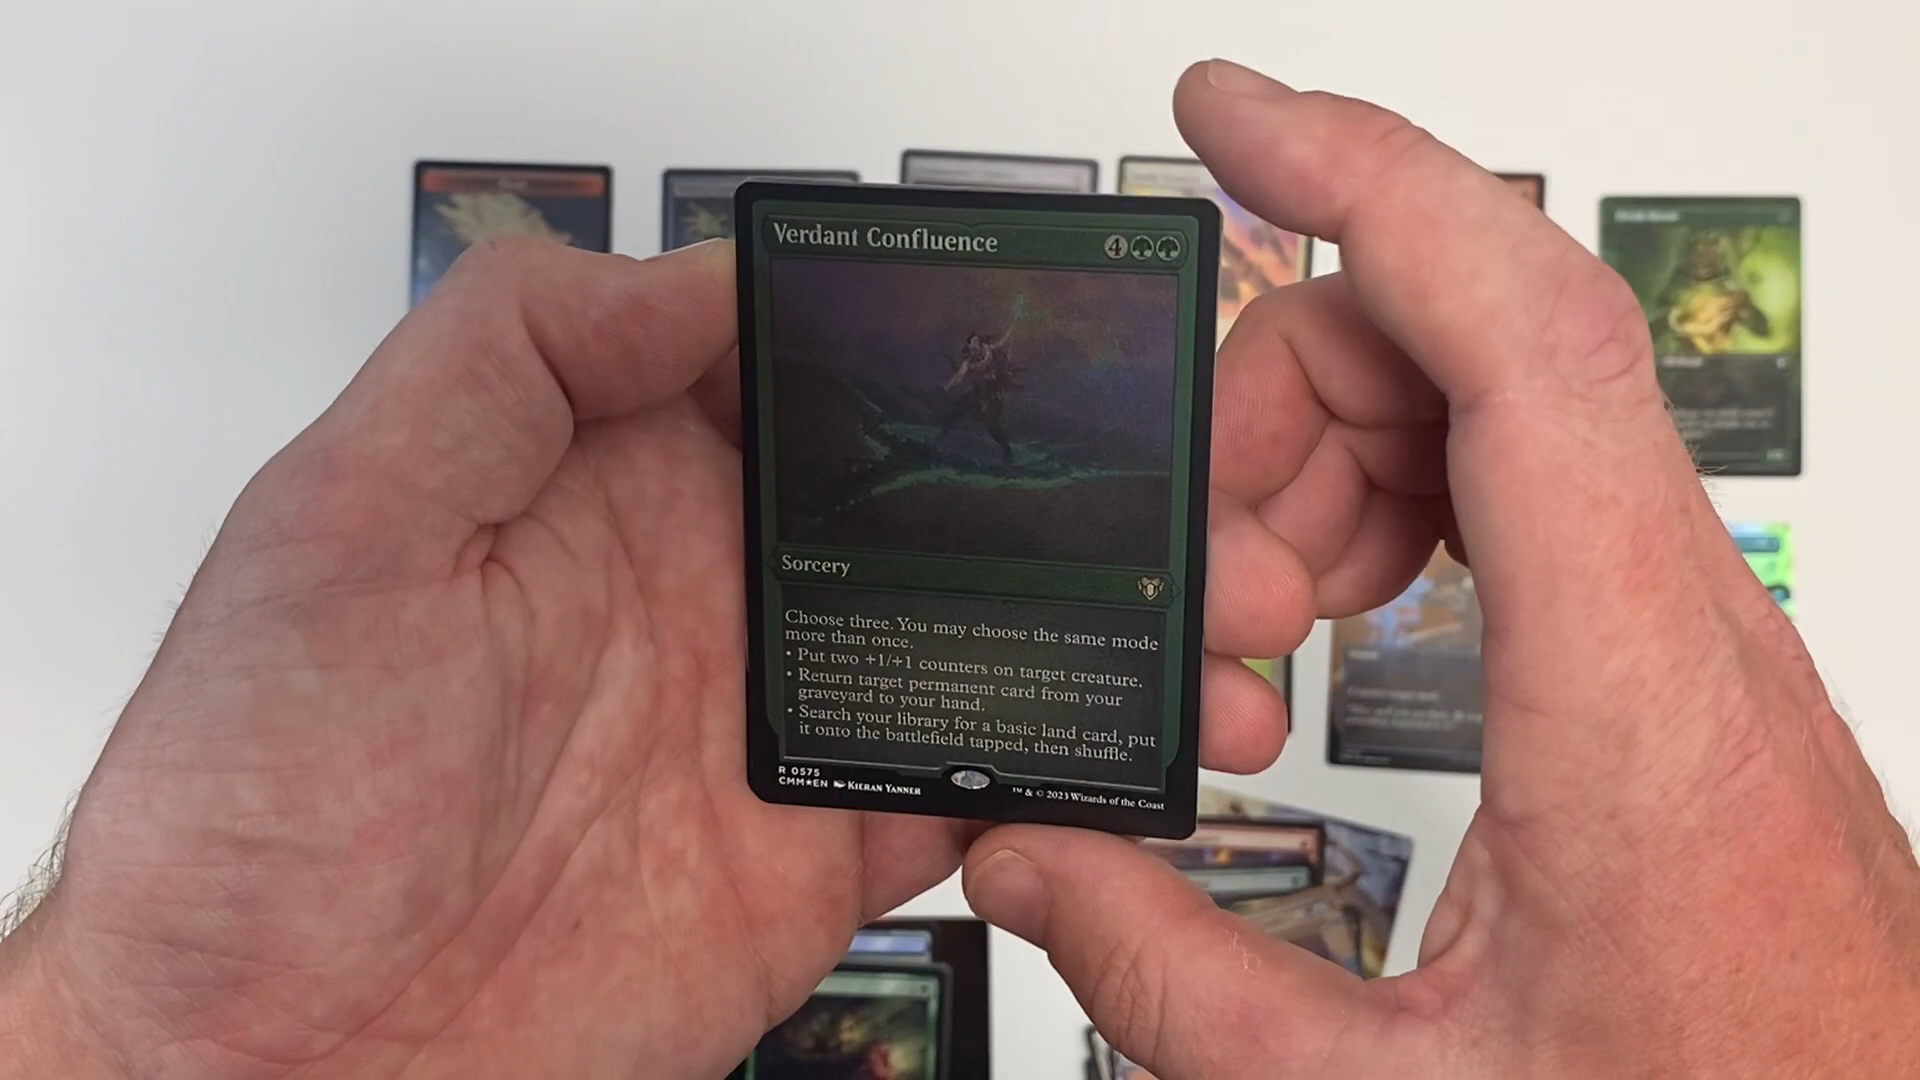 Verdant Confluence 4
Sorcery
Choose three. You may choose the same mode
more than once.
• Put two +1/+1 counters on target creature.
• Return target permanent card from your
graveyard to your hand.
• Search your library for a basic land card, put
it onto the battlefield tapped, then shuffle.
R 0575
CMM★EN Kieran Yanner
™ & © 2023 Wizards of the Coast